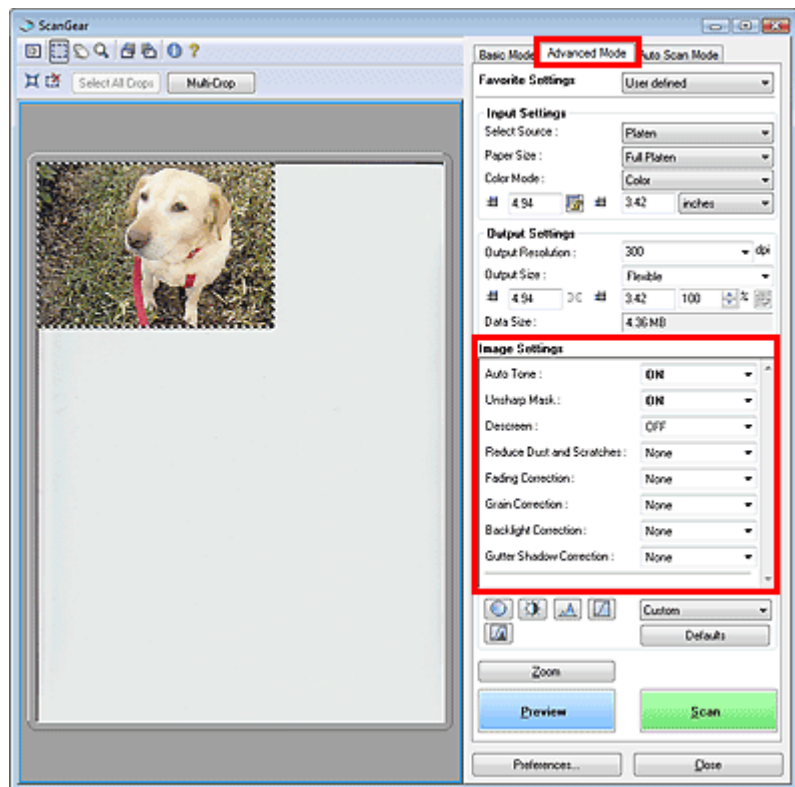 ScanGear
Select All Crops Multi-Crop
Basic Mode Advanced Mode Auto Scan Mode
Favorite Settings User defined
Input Settings
Select Source : Platen
Paper Size : Full Platen
Color Mode : Color
4.94 3.42 inches
Output Settings
Output Resolution : 300 dpi
Output Size : Flexible
4.94 3.42 100 %
Data Size : 4.36 MB
Image Settings
Auto Tone : ON
Unsharp Mask : ON
Descreen : OFF
Reduce Dust and Scratches : None
Fading Correction : None
Grain Correction : None
Backlight Correction : None
Gutter Shadow Correction : None
Custom
Defaults
Zoom
Preview Scan
Preferences... Close